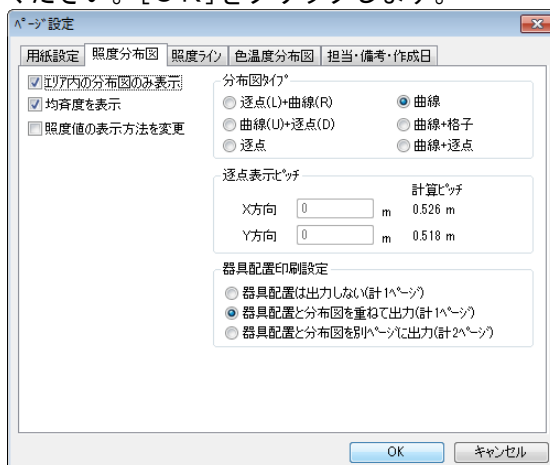 ください。[OK]をクリックします。
ﾍﾟｰｼﾞ設定
用紙設定 照度分布図 照度ﾗｲﾝ 色温度分布図 担当･備考･作成日
ｴﾘｱ内の分布図のみ表示
均斉度を表示
照度値の表示方法を変更
分布図ﾀｲﾌﾟ
逐点(L)+曲線(R) 曲線
曲線(U)+逐点(D) 曲線+格子
逐点 曲線+逐点
逐点表示ﾋﾟｯﾁ
計算ﾋﾟｯﾁ
X方向 0 m 0.526 m
Y方向 0 m 0.518 m
器具配置印刷設定
器具配置は出力しない(計1ﾍﾟｰｼﾞ)
器具配置と分布図を重ねて出力(計1ﾍﾟｰｼﾞ)
器具配置と分布図を別ﾍﾟｰｼﾞに出力(計2ﾍﾟｰｼﾞ)
OK キャンセル